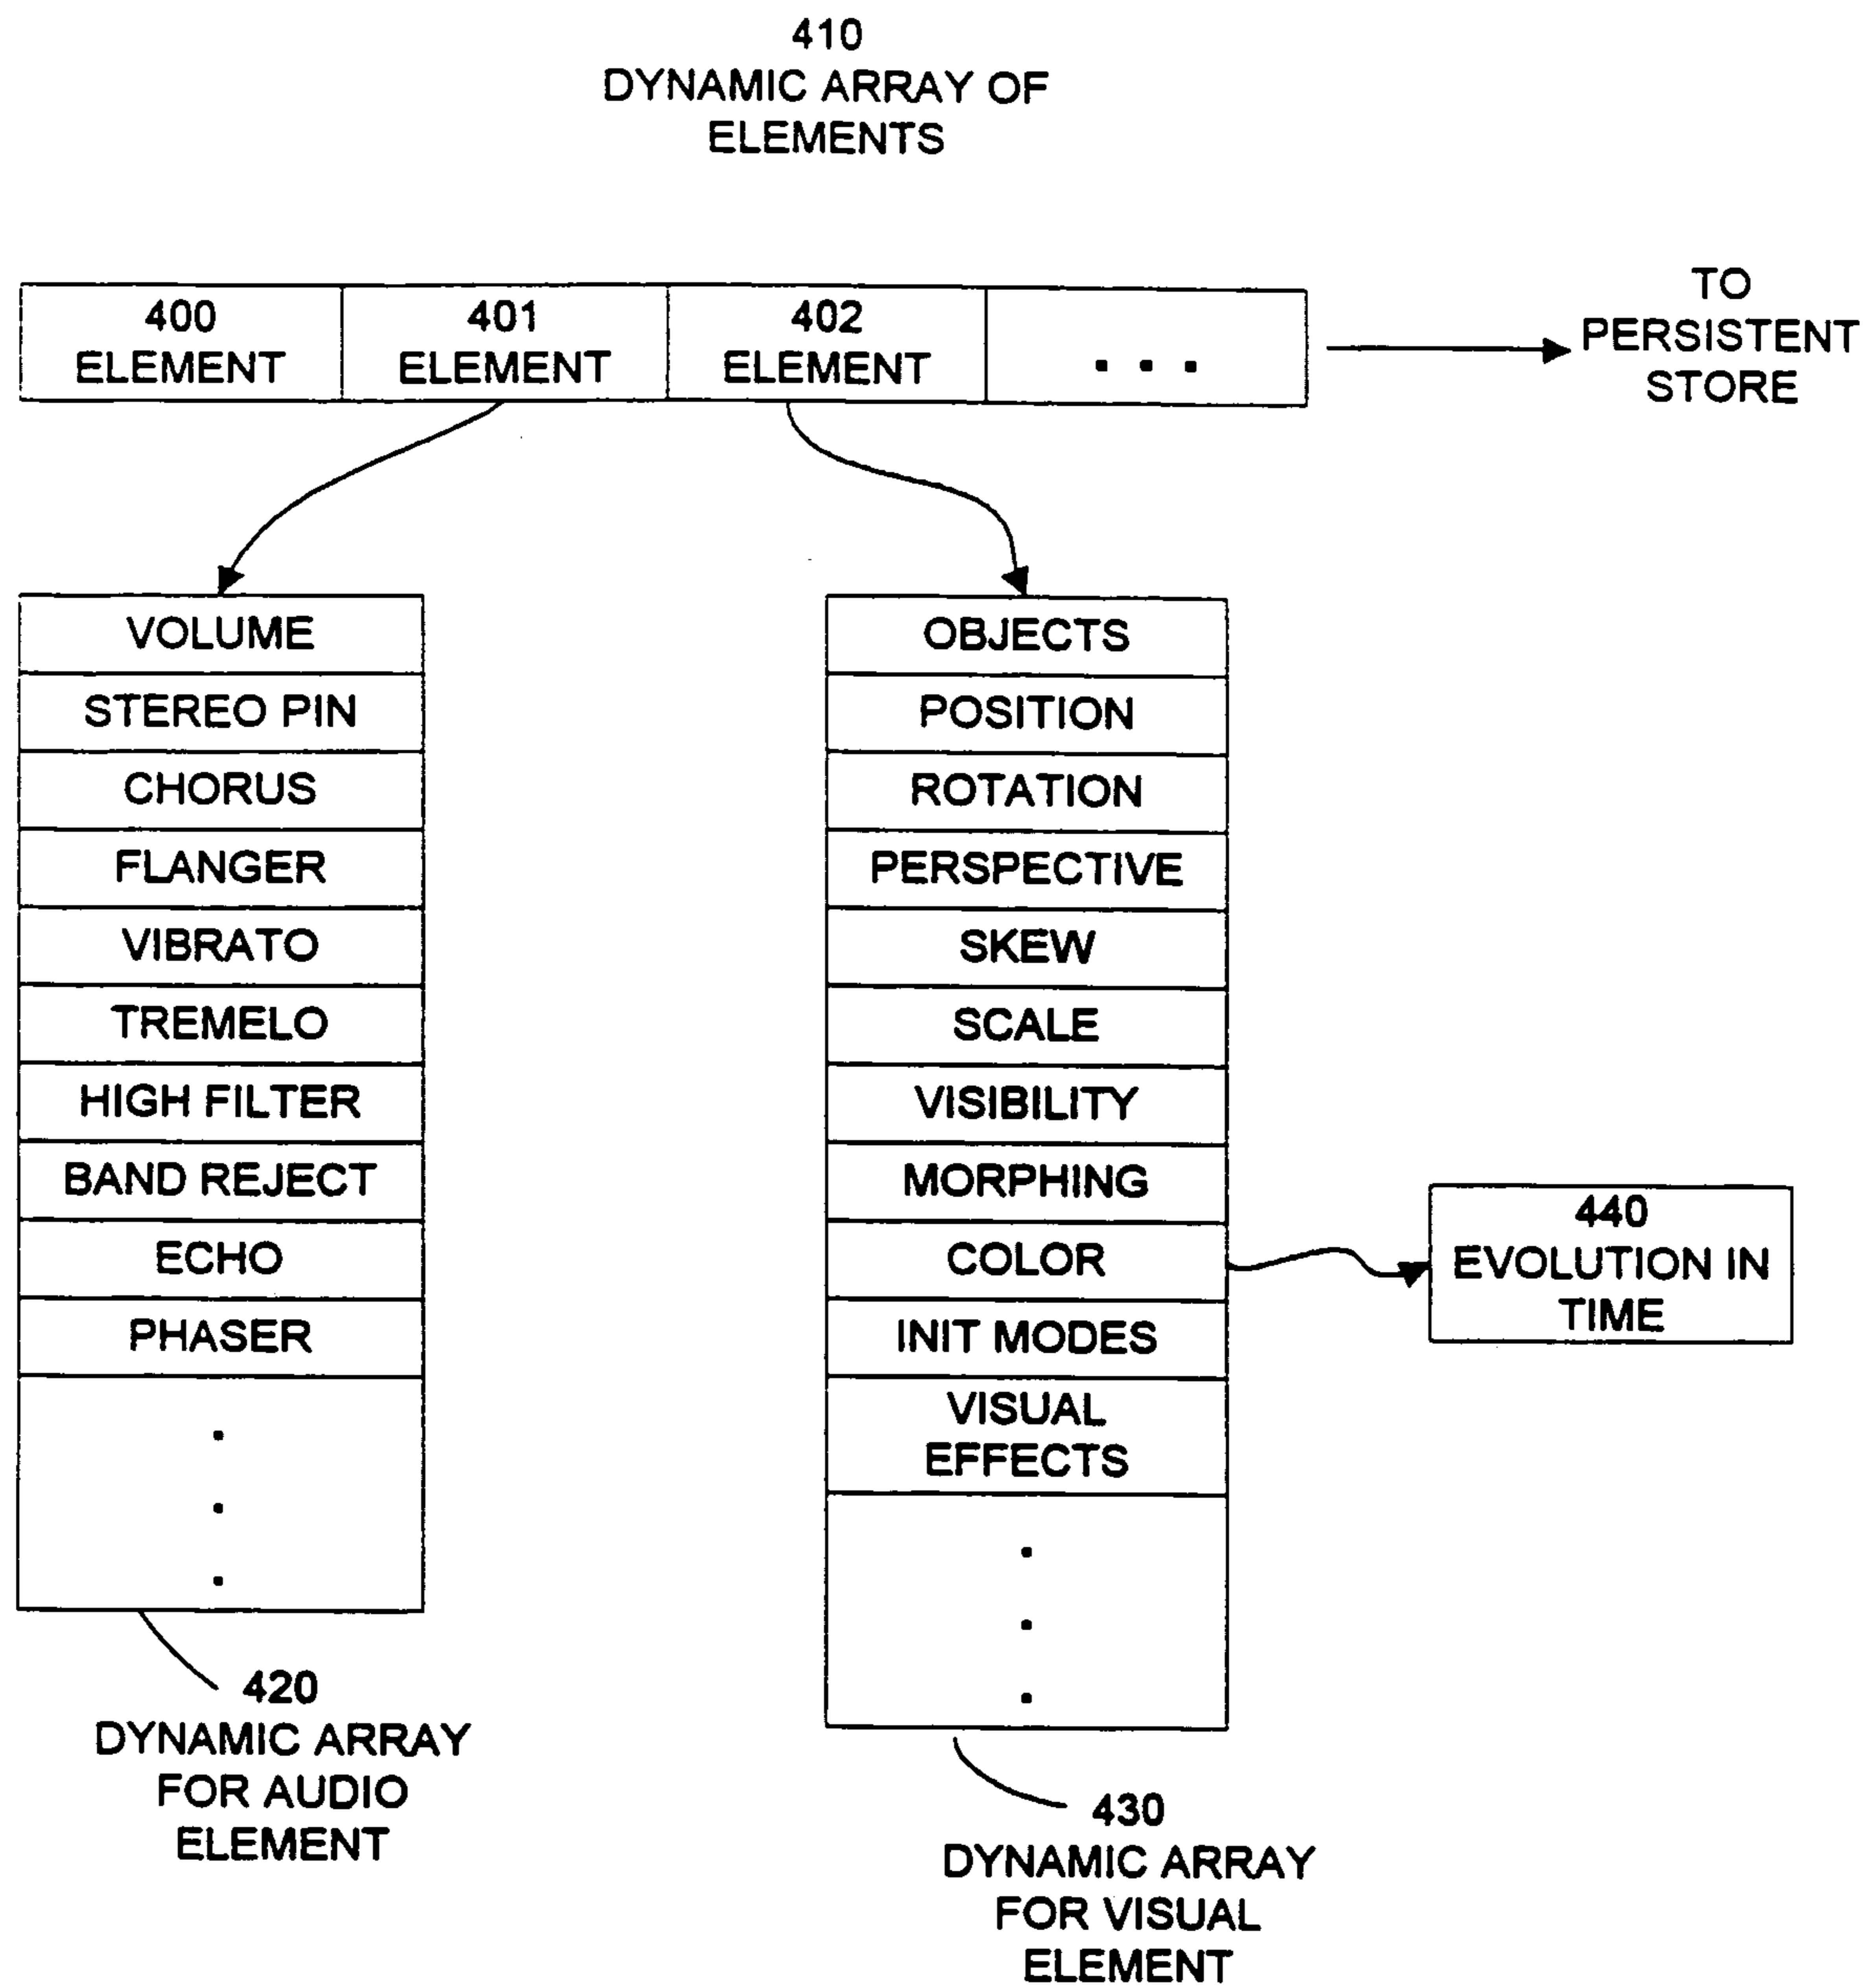 410
DYNAMIC ARRAY OF
ELEMENTS
400
ELEMENT
401
ELEMENT
402
ELEMENT
. . .
TO
PERSISTENT
STORE
VOLUME
STEREO PIN
CHORUS
FLANGER
VIBRATO
TREMELO
HIGH FILTER
BAND REJECT
ECHO
PHASER
.
.
.
420
DYNAMIC ARRAY
FOR AUDIO
ELEMENT
OBJECTS
POSITION
ROTATION
PERSPECTIVE
SKEW
SCALE
VISIBILITY
MORPHING
COLOR
INIT MODES
VISUAL
EFFECTS
.
.
.
430
DYNAMIC ARRAY
FOR VISUAL
ELEMENT
440
EVOLUTION IN
TIME